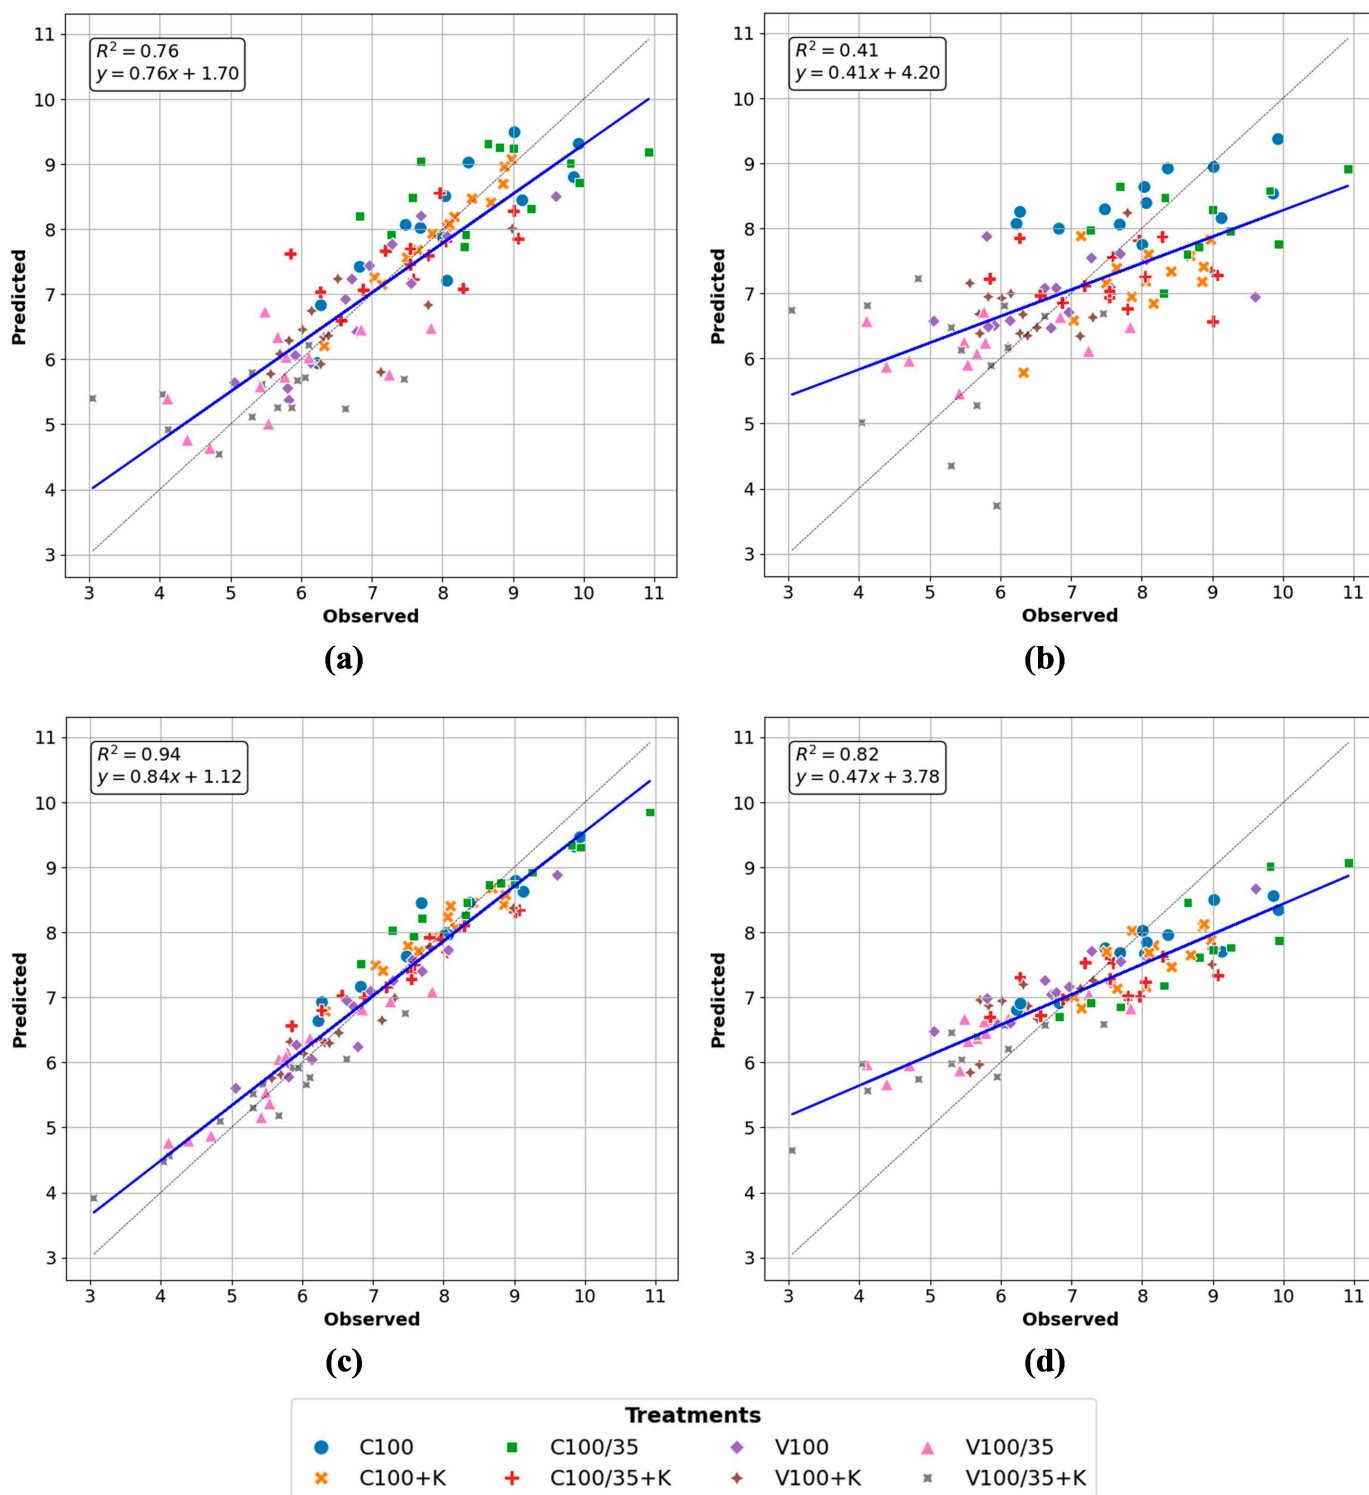 11
10
9
8
7
6
5
4
3
Predicted
R² = 0.76
y = 0.76x + 1.70
3 4 5 6 7 8 9 10 11
Observed
(a)
11
10
9
8
7
6
5
4
3
Predicted
R² = 0.41
y = 0.41x + 4.20
3 4 5 6 7 8 9 10 11
Observed
(b)
11
10
9
8
7
6
5
4
3
Predicted
R² = 0.94
y = 0.84x + 1.12
3 4 5 6 7 8 9 10 11
Observed
(c)
11
10
9
8
7
6
5
4
3
Predicted
R² = 0.82
y = 0.47x + 3.78
3 4 5 6 7 8 9 10 11
Observed
(d)
Treatments
C100 C100/35 V100 V100/35
C100+K C100/35+K V100+K V100/35+K